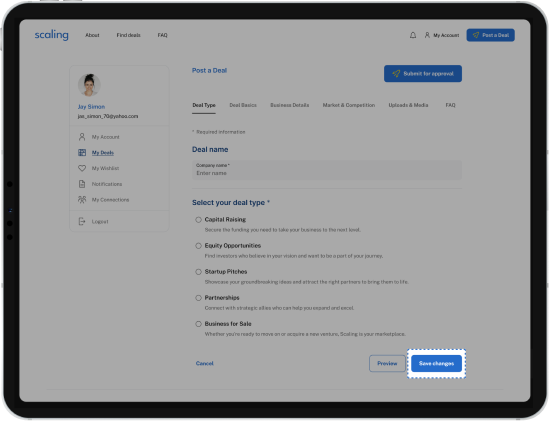 scaling
About Find deals FAQ
My Account
Post a Deal
Jay Simon
jay_simon_70@yahoo.com
My Account
My Deals
My Wishlist
Notifications
My Connections
Logout
Post a Deal
Submit for approval
Deal Type Deal Basics Business Details Market & Competition Uploads & Media FAQ
* Required information
Deal name
Company name *
Enter name
Select your deal type *
Capital Raising
Secure the funding you need to take your business to the next level.
Equity Opportunities
Find investors who believe in your vision and want to be a part of your journey.
Startup Pitches
Showcase your groundbreaking ideas and attract the right partners to bring them to life.
Partnerships
Connect with strategic allies who can help you expand and excel.
Business for Sale
Whether you're ready to move on or acquire a new venture, Scaling is your marketplace.
Cancel
Preview
Save changes